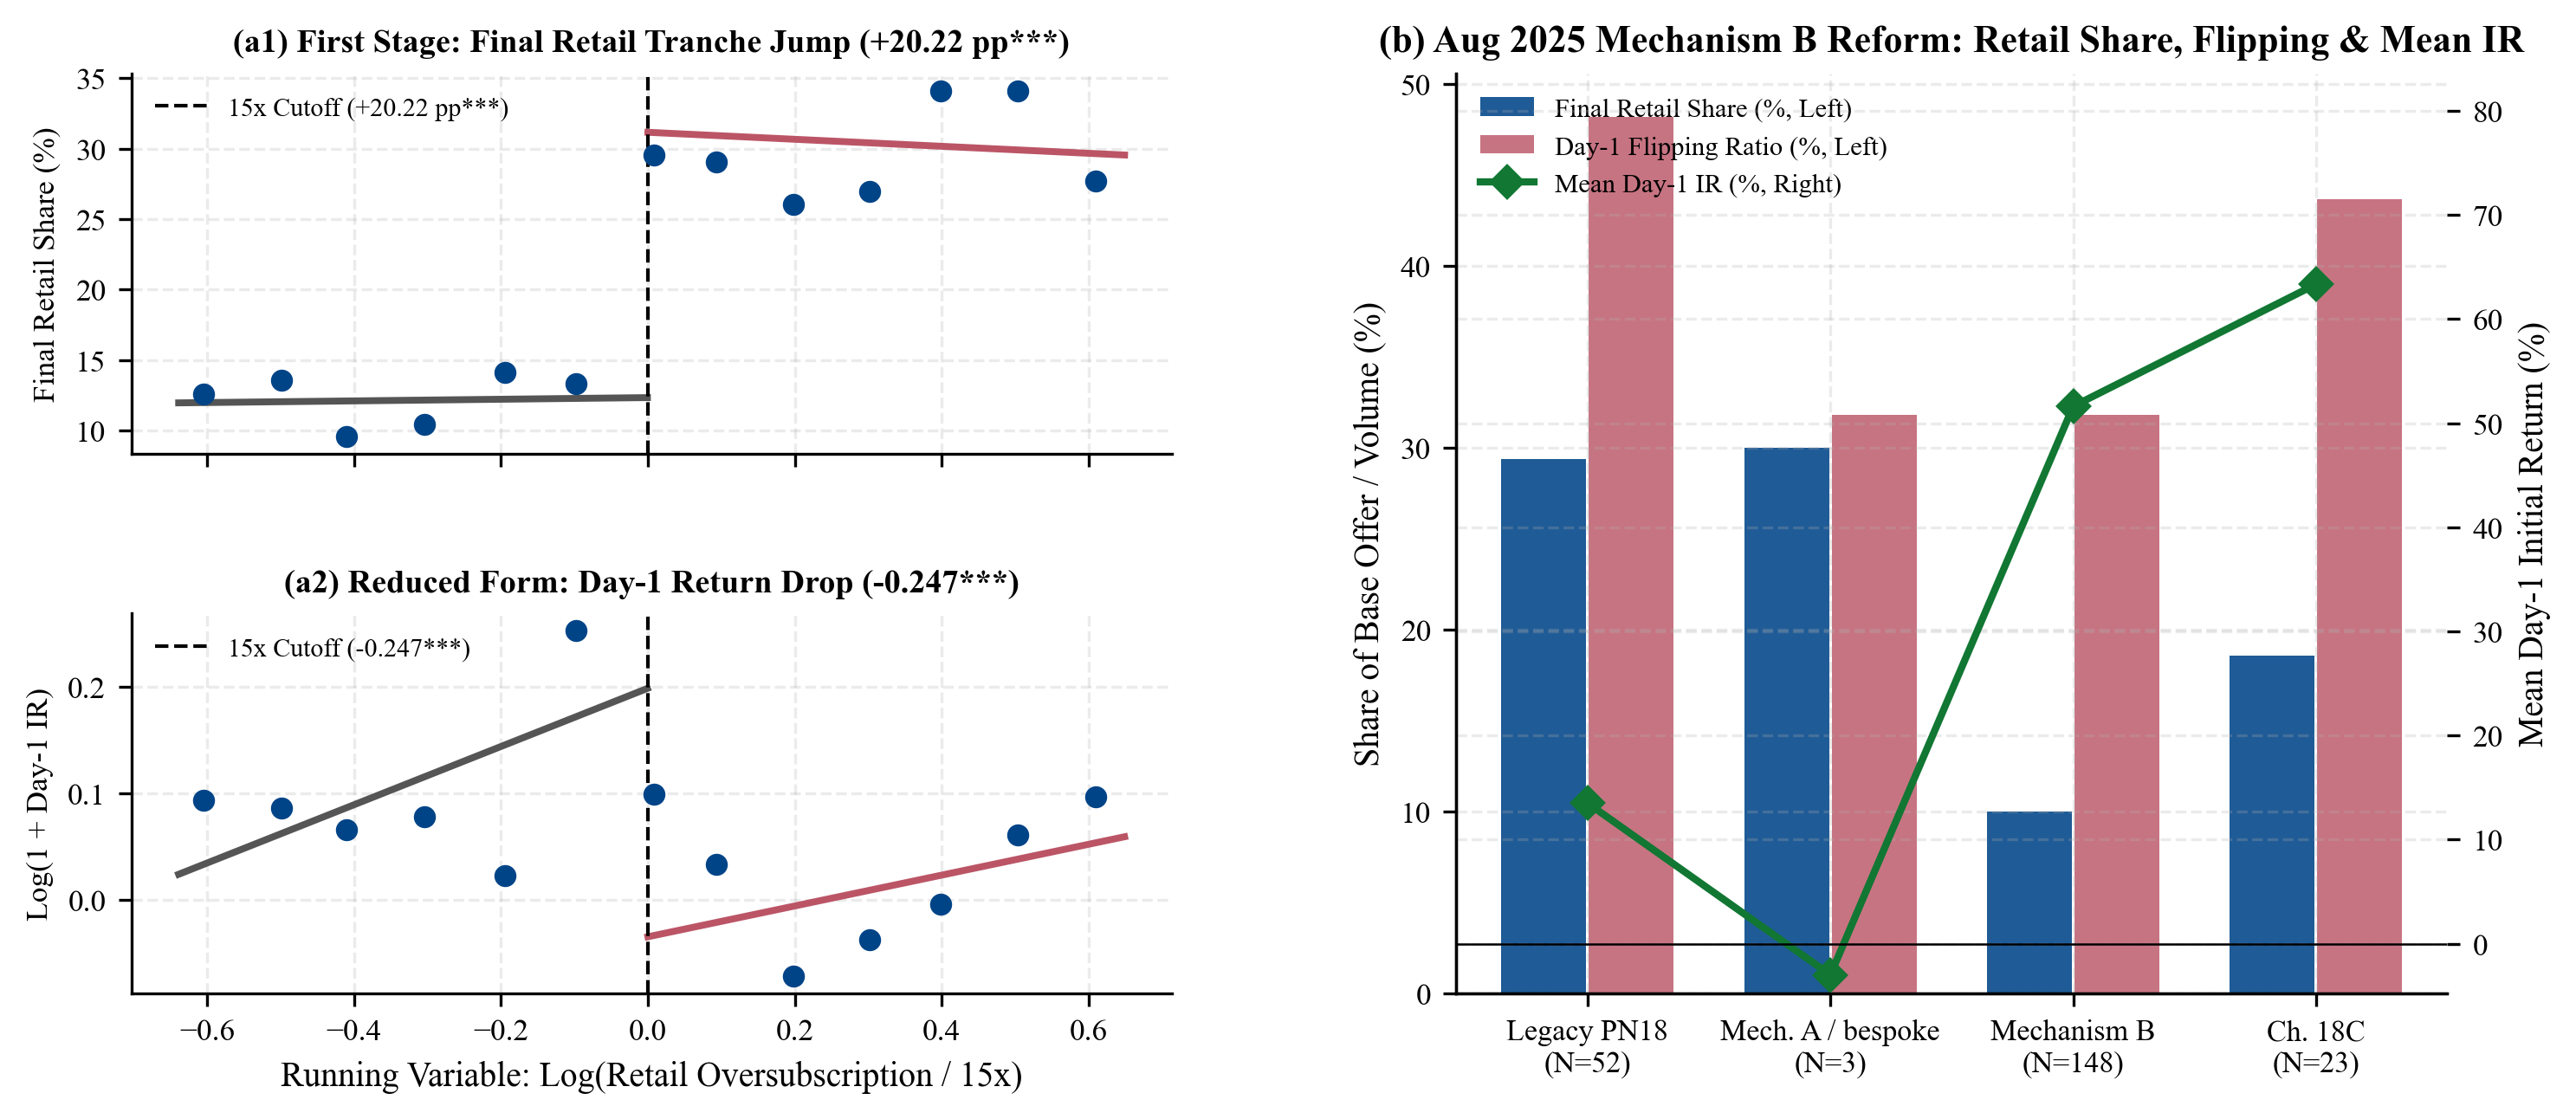 (a1) First Stage: Final Retail Tranche Jump (+20.22 pp***)
15x Cutoff (+20.22 pp***)
Final Retail Share (%)
35
30
25
20
15
10
(a2) Reduced Form: Day-1 Return Drop (-0.247***)
15x Cutoff (-0.247***)
Log(1 + Day-1 IR)
0.2
0.1
0.0
−0.6 −0.4 −0.2 0.0 0.2 0.4 0.6
Running Variable: Log(Retail Oversubscription / 15x)
(b) Aug 2025 Mechanism B Reform: Retail Share, Flipping & Mean IR
Final Retail Share (%, Left)
Day-1 Flipping Ratio (%, Left)
Mean Day-1 IR (%, Right)
Share of Base Offer / Volume (%)
50
40
30
20
10
0
80
70
60
50
40
30
20
10
0
Mean Day-1 Initial Return (%)
Legacy PN18 Mech. A / bespoke Mechanism B Ch. 18C
(N=52) (N=3) (N=148) (N=23)